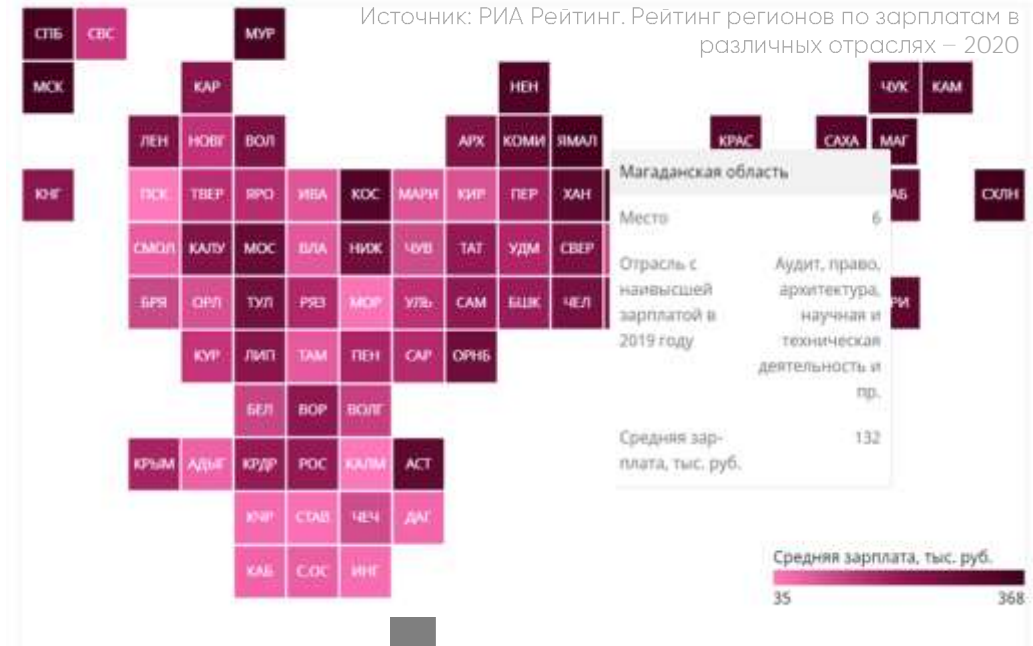 Источник: РИА Рейтинг. Рейтинг регионов по зарплатам в
различных отраслях – 2020
СПБ СВС МУР
МСК КАР НЕН ЧУК КАМ
ЛЕН НОВГ ВОЛ АРХ КОМИ ЯМАЛ КРАС САХА МАГ
КНГ ПСК ТВЕР ЯРО ИВА КОС МАРИ КИР ПЕР ХАН АБ СХЛН
СМОЛ КАЛУ МОС ВЛА НИЖ ЧУВ ТАТ УДМ СВЕР
БРЯ ОРЛ ТУЛ РЯЗ МОР УЛЬ САМ БШК ЧЕЛ РИ
КУР ЛИП ТАМ ПЕН САР ОРНБ
БЕЛ ВОР ВОЛГ
КРЫМ АДЫГ КРДР РОС КАЛМ АСТ
КЧР СТАВ ЧЕЧ ДАГ
КАБ С.ОС ИНГ
Магаданская область
Место 6
Отрасль с Аудит, право,
наивысшей архитектура,
зарплатой в научная и
2019 году техническая
деятельность и
пр.
Средняя зар- 132
плата, тыс. руб.
Средняя зарплата, тыс. руб.
35 368